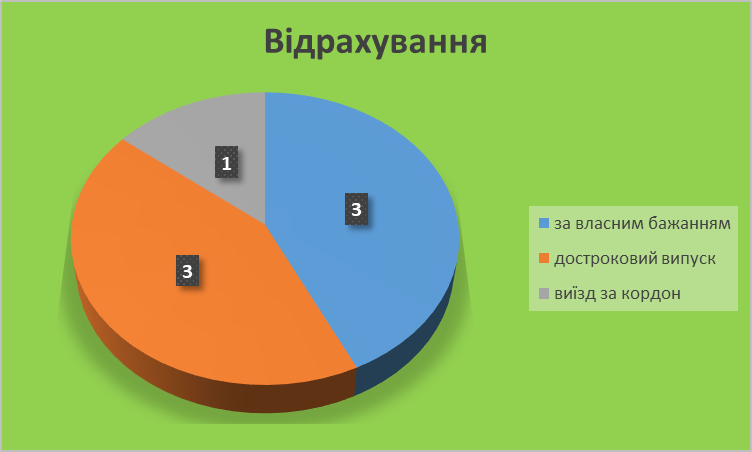 Відрахування
1
3
3
за власним бажанням
достроковий випуск
виїзд за кордон